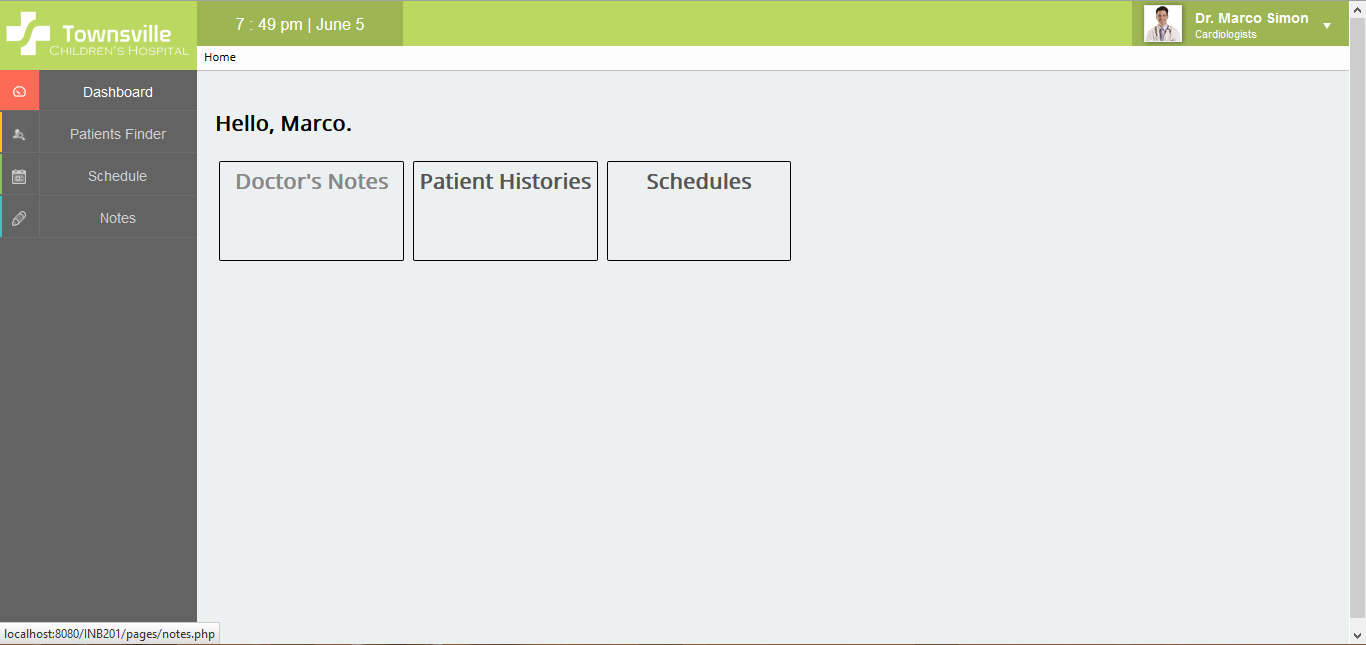 Townsville
CHILDREN'S HOSPITAL
7 : 49 pm | June 5
Dr. Marco Simon
Cardiologists
Home
Dashboard
Patients Finder
Schedule
Notes
Hello, Marco.
Doctor's Notes
Patient Histories
Schedules
localhost:8080/INB201/pages/notes.php